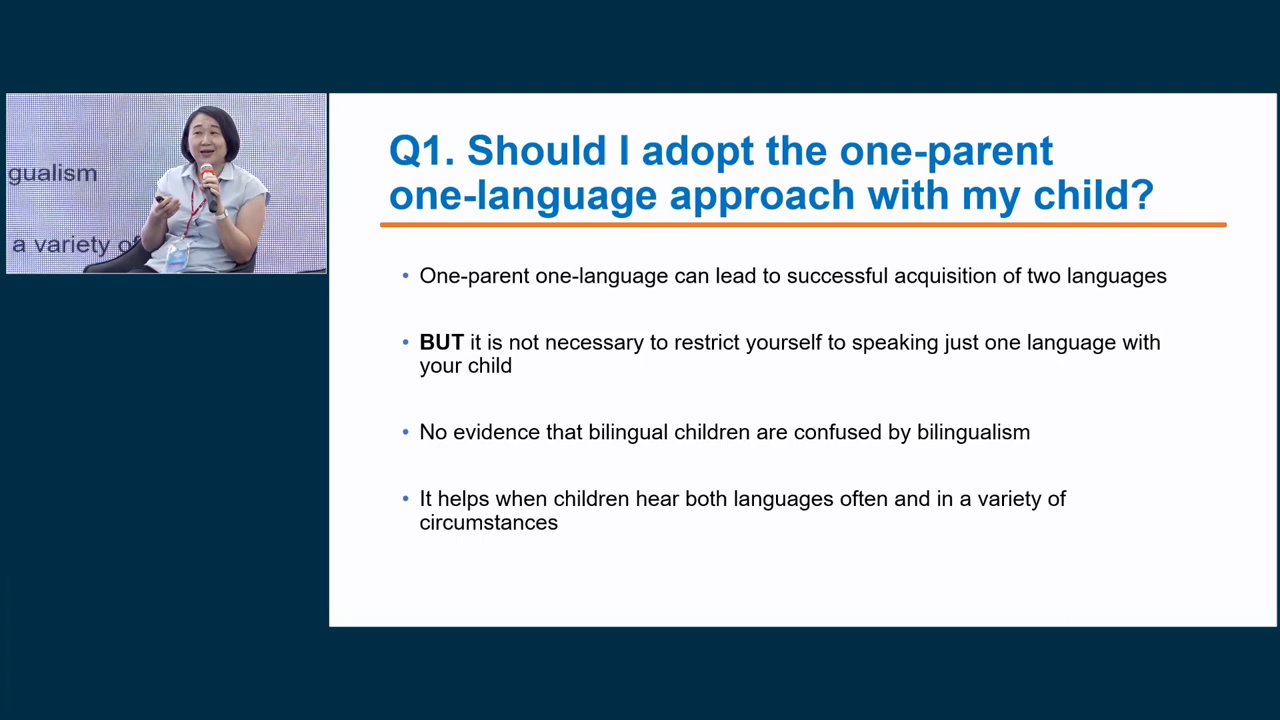 gualism
a variety of
Q1. Should I adopt the one-parent
one-language approach with my child?
• One-parent one-language can lead to successful acquisition of two languages
• BUT it is not necessary to restrict yourself to speaking just one language with
your child
• No evidence that bilingual children are confused by bilingualism
• It helps when children hear both languages often and in a variety of
circumstances